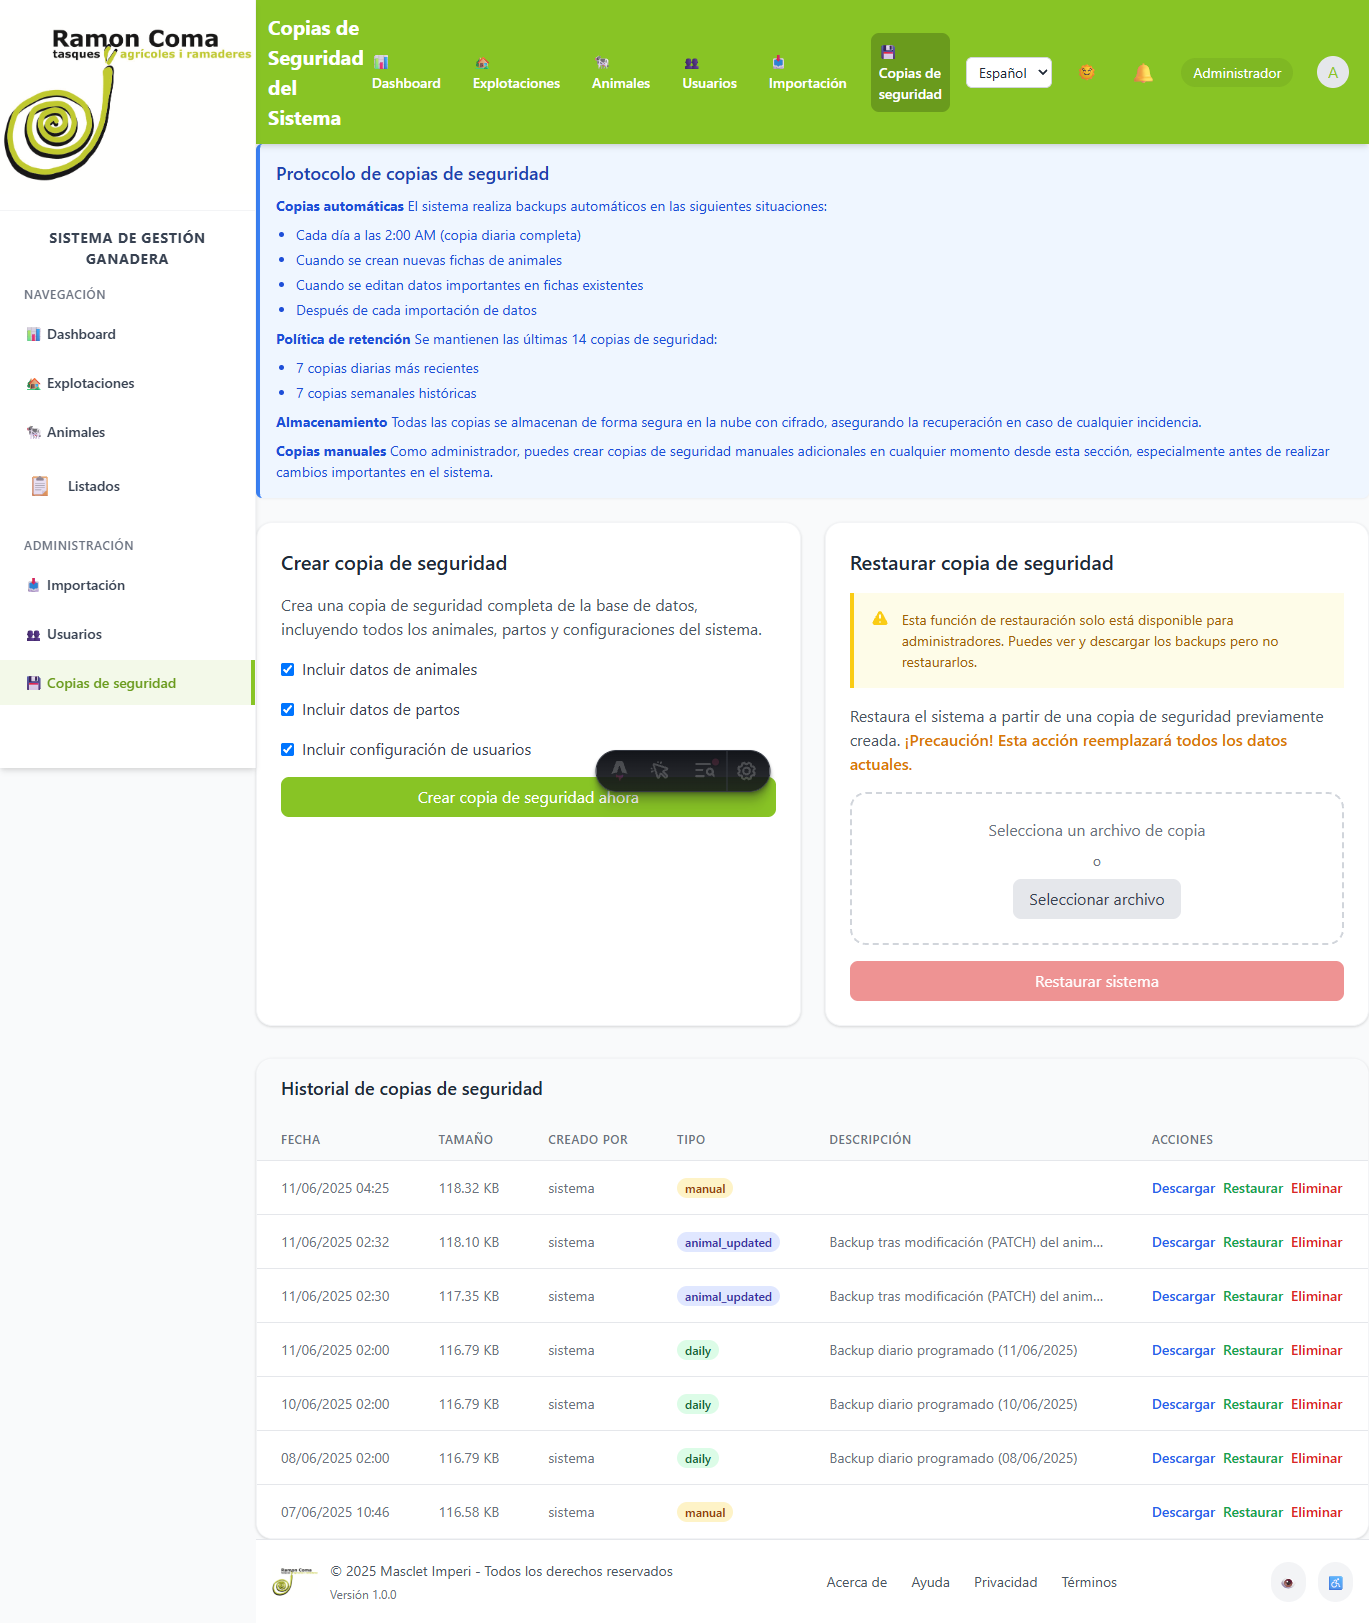 Ramon Coma
tasques agrícoles i ramaderes
SISTEMA DE GESTIÓN
GANADERA
NAVEGACIÓN
Dashboard
Explotaciones
Animales
Listados
ADMINISTRACIÓN
Importación
Usuarios
Copias de seguridad
Copias de
Seguridad
del
Sistema
Dashboard
Explotaciones
Animales
Usuarios
Importación
Copias de
seguridad
Español
Administrador
A
Protocolo de copias de seguridad
Copias automáticas El sistema realiza backups automáticos en las siguientes situaciones:
Cada día a las 2:00 AM (copia diaria completa)
Cuando se crean nuevas fichas de animales
Cuando se editan datos importantes en fichas existentes
Después de cada importación de datos
Política de retención Se mantienen las últimas 14 copias de seguridad:
7 copias diarias más recientes
7 copias semanales históricas
Almacenamiento Todas las copias se almacenan de forma segura en la nube con cifrado, asegurando la recuperación en caso de cualquier incidencia.
Copias manuales Como administrador, puedes crear copias de seguridad manuales adicionales en cualquier momento desde esta sección, especialmente antes de realizar
cambios importantes en el sistema.
Crear copia de seguridad
Crea una copia de seguridad completa de la base de datos,
incluyendo todos los animales, partos y configuraciones del sistema.
Incluir datos de animales
Incluir datos de partos
Incluir configuración de usuarios
Crear copia de seguridad ahora
Restaurar copia de seguridad
Esta función de restauración solo está disponible para
administradores. Puedes ver y descargar los backups pero no
restaurarlos.
Restaura el sistema a partir de una copia de seguridad previamente
creada. ¡Precaución! Esta acción reemplazará todos los datos
actuales.
Selecciona un archivo de copia
o
Seleccionar archivo
Restaurar sistema
Historial de copias de seguridad
FECHA TAMAÑO CREADO POR TIPO DESCRIPCIÓN ACCIONES
11/06/2025 04:25 118.32 KB sistema manual Descargar Restaurar Eliminar
11/06/2025 02:32 118.10 KB sistema animal_updated Backup tras modificación (PATCH) del anim... Descargar Restaurar Eliminar
11/06/2025 02:30 117.35 KB sistema animal_updated Backup tras modificación (PATCH) del anim... Descargar Restaurar Eliminar
11/06/2025 02:00 116.79 KB sistema daily Backup diario programado (11/06/2025) Descargar Restaurar Eliminar
10/06/2025 02:00 116.79 KB sistema daily Backup diario programado (10/06/2025) Descargar Restaurar Eliminar
08/06/2025 02:00 116.79 KB sistema daily Backup diario programado (08/06/2025) Descargar Restaurar Eliminar
07/06/2025 10:46 116.58 KB sistema manual Descargar Restaurar Eliminar
Ramon Coma
© 2025 Masclet Imperi - Todos los derechos reservados
Versión 1.0.0
Acerca de Ayuda Privacidad Términos